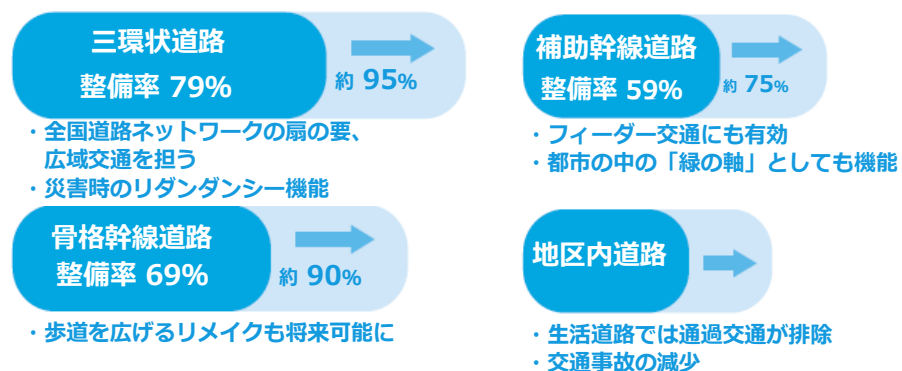 三環状道路
整備率 79%
約 95%
・全国道路ネットワークの扇の要、
広域交通を担う
・災害時のリダンダンシー機能
骨格幹線道路
整備率 69%
約 90%
・歩道を広げるリメイクも将来可能に
補助幹線道路
整備率 59%
約 75%
・フィーダー交通にも有効
・都市の中の「緑の軸」としても機能
地区内道路
・生活道路では通過交通が排除
・交通事故の減少